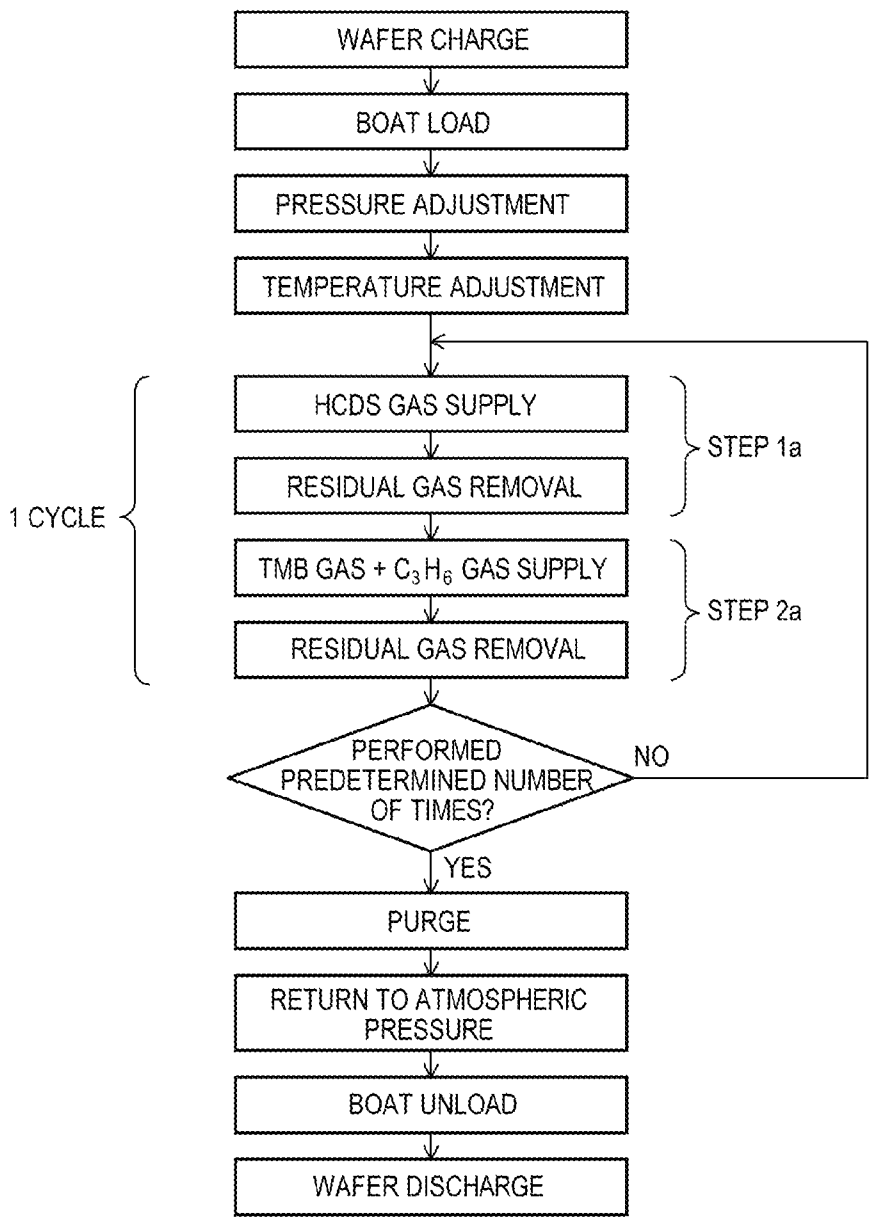 WAFER CHARGE
BOAT LOAD
PRESSURE ADJUSTMENT
TEMPERATURE ADJUSTMENT
HCDS GAS SUPPLY
STEP 1a
RESIDUAL GAS REMOVAL
1 CYCLE
TMB GAS + C₃H₆ GAS SUPPLY
STEP 2a
RESIDUAL GAS REMOVAL
PERFORMED
PREDETERMINED NUMBER
OF TIMES?
NO
YES
PURGE
RETURN TO ATMOSPHERIC
PRESSURE
BOAT UNLOAD
WAFER DISCHARGE